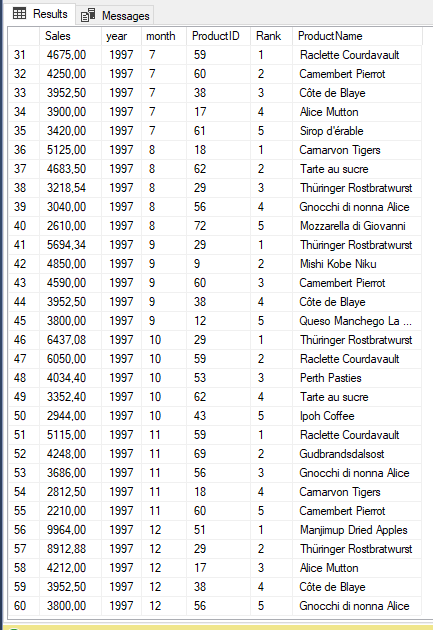 Results Messages
Sales year month ProductID Rank ProductName
31 4675,00 1997 7 59 1 Raclette Courdavault
32 4250,00 1997 7 60 2 Camembert Pierrot
33 3952,50 1997 7 38 3 Côte de Blaye
34 3900,00 1997 7 17 4 Alice Mutton
35 3420,00 1997 7 61 5 Sirop d'érable
36 5125,00 1997 8 18 1 Carnarvon Tigers
37 4683,50 1997 8 62 2 Tarte au sucre
38 3218,54 1997 8 29 3 Thüringer Rostbratwurst
39 3040,00 1997 8 56 4 Gnocchi di nonna Alice
40 2610,00 1997 8 72 5 Mozzarella di Giovanni
41 5694,34 1997 9 29 1 Thüringer Rostbratwurst
42 4850,00 1997 9 9 2 Mishi Kobe Niku
43 4590,00 1997 9 60 3 Camembert Pierrot
44 3952,50 1997 9 38 4 Côte de Blaye
45 3800,00 1997 9 12 5 Queso Manchego La ...
46 6437,08 1997 10 29 1 Thüringer Rostbratwurst
47 6050,00 1997 10 59 2 Raclette Courdavault
48 4034,40 1997 10 53 3 Perth Pasties
49 3352,40 1997 10 62 4 Tarte au sucre
50 2944,00 1997 10 43 5 Ipoh Coffee
51 5115,00 1997 11 59 1 Raclette Courdavault
52 4248,00 1997 11 69 2 Gudbrandsdalsost
53 3686,00 1997 11 56 3 Gnocchi di nonna Alice
54 2812,50 1997 11 18 4 Carnarvon Tigers
55 2210,00 1997 11 60 5 Camembert Pierrot
56 9964,00 1997 12 51 1 Manjimup Dried Apples
57 8912,88 1997 12 29 2 Thüringer Rostbratwurst
58 4212,00 1997 12 17 3 Alice Mutton
59 3952,50 1997 12 38 4 Côte de Blaye
60 3800,00 1997 12 56 5 Gnocchi di nonna Alice